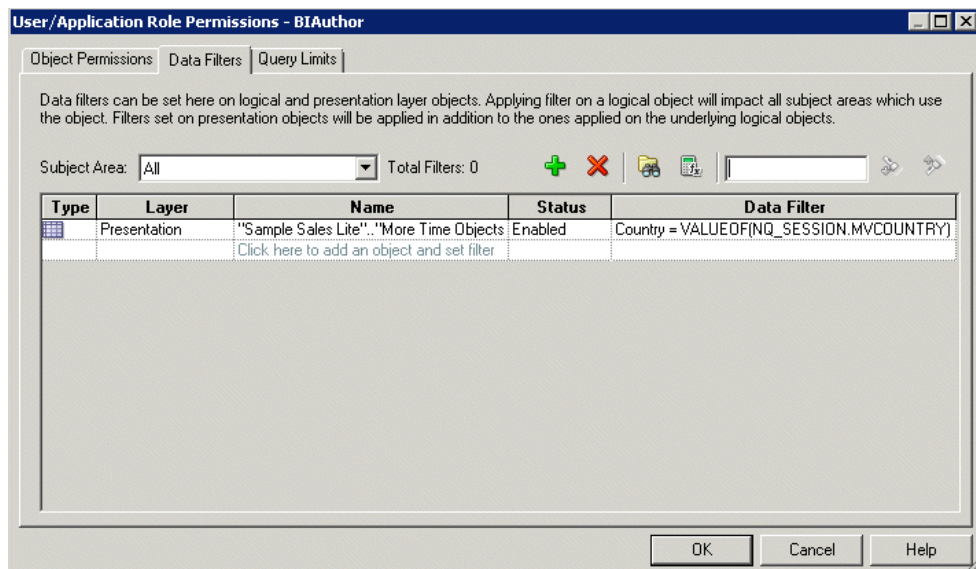 User/Application Role Permissions - BIAuthor
Object Permissions Data Filters Query Limits
Data filters can be set here on logical and presentation layer objects. Applying filter on a logical object will impact all subject areas which use
the object. Filters set on presentation objects will be applied in addition to the ones applied on the underlying logical objects.
Subject Area: All Total Filters: 0
Type Layer Name Status Data Filter
Presentation "Sample Sales Lite".."More Time Objects Enabled Country = VALUEOF(NQ_SESSION.MVCOUNTRY)
Click here to add an object and set filter
OK Cancel Help